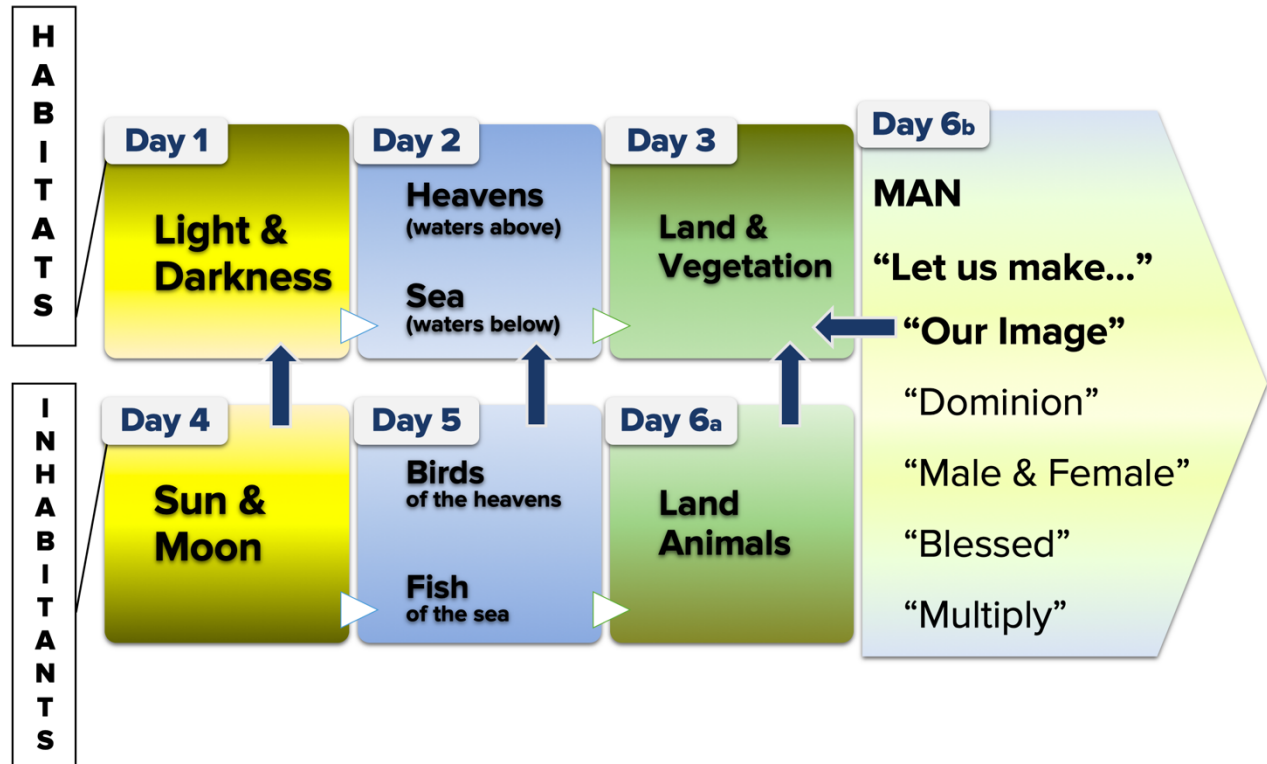 HABITATS
Day 1
Light &
Darkness
Day 2
Heavens
(waters above)
Sea
(waters below)
Day 3
Land &
Vegetation
INHABITANTS
Day 4
Sun &
Moon
Day 5
Birds
of the heavens
Fish
of the sea
Day 6a
Land
Animals
Day 6b
MAN
“Let us make...”
“Our Image”
“Dominion”
“Male & Female”
“Blessed”
“Multiply”